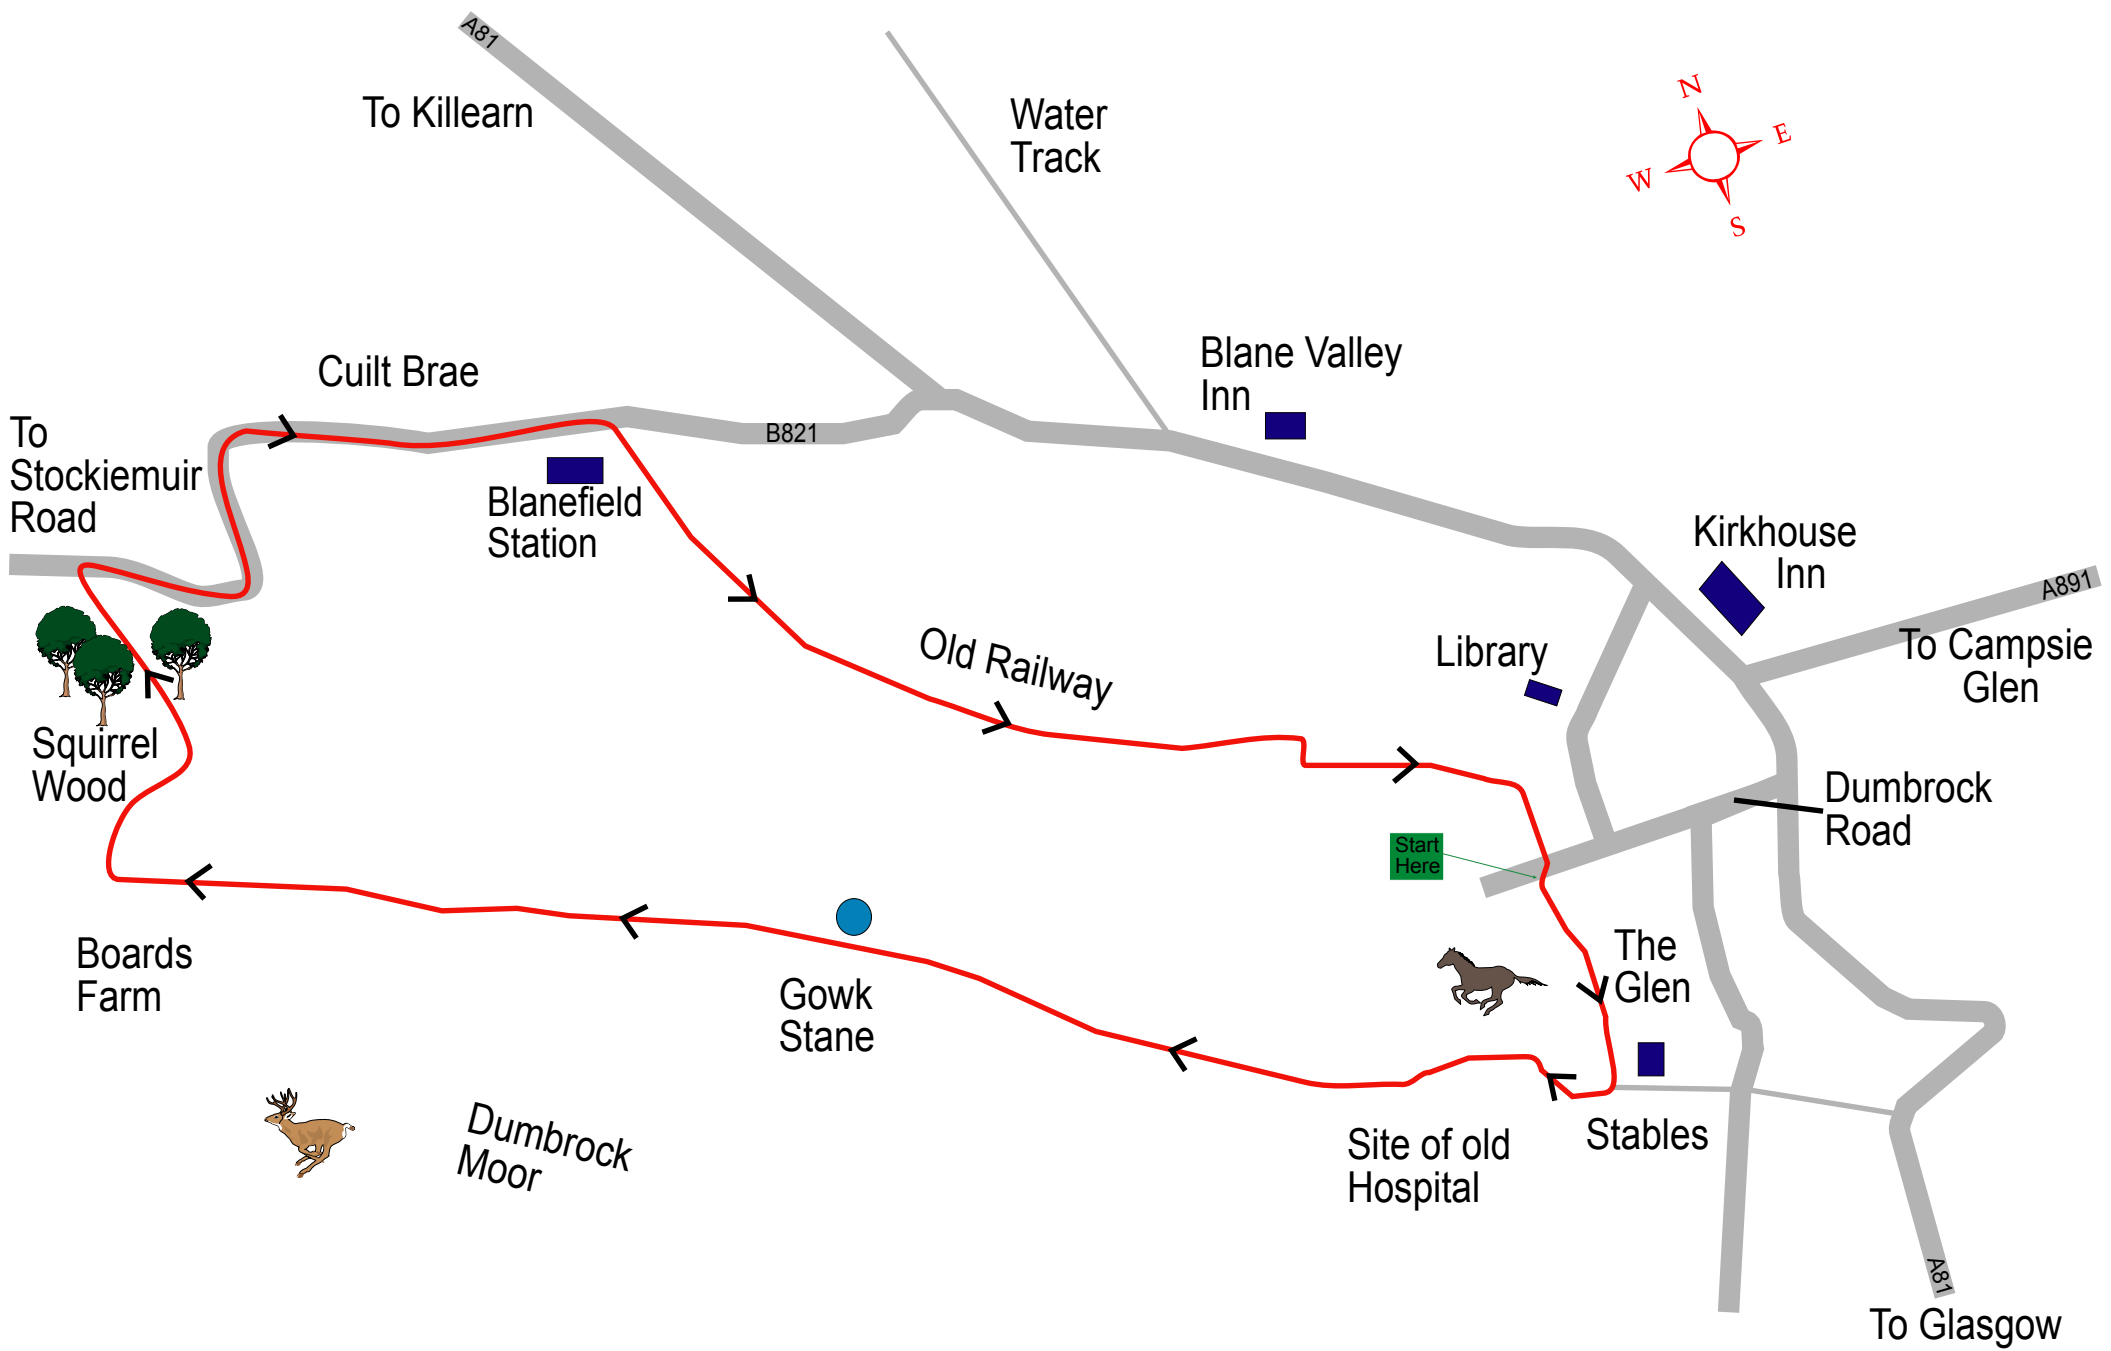 A81
To Killearn
Water
Track
N
E
W
S
Cuilt Brae
Blane Valley
Inn
To
Stockiemuir
Road
B821
Blanefield
Station
Kirkhouse
Inn
A891
To Campsie
Glen
Library
Old Railway
Squirrel
Wood
Dumbrock
Road
Start
Here
Boards
Farm
Gowk
Stane
The
Glen
Dumbrock
Moor
Site of old
Hospital
Stables
A81
To Glasgow